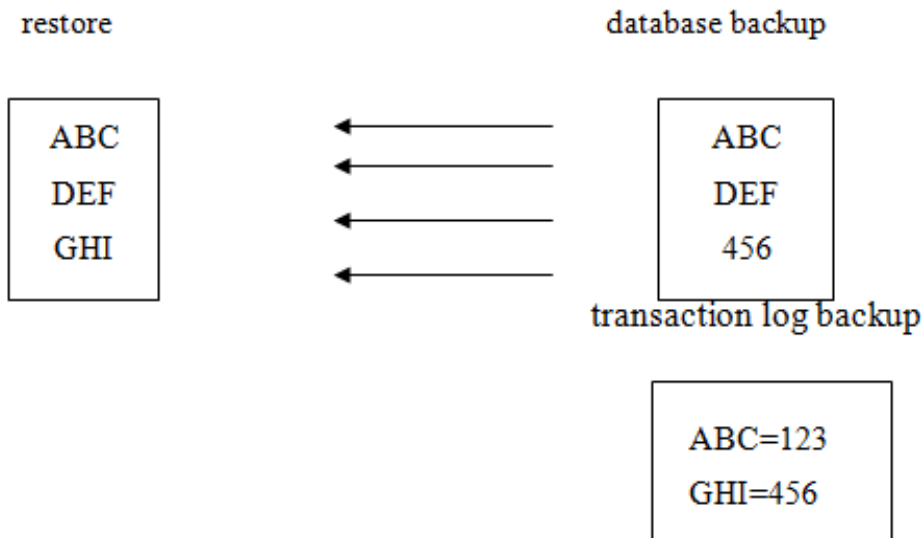 restore
database backup
ABC
DEF
GHI
ABC
DEF
456
transaction log backup
ABC=123
GHI=456